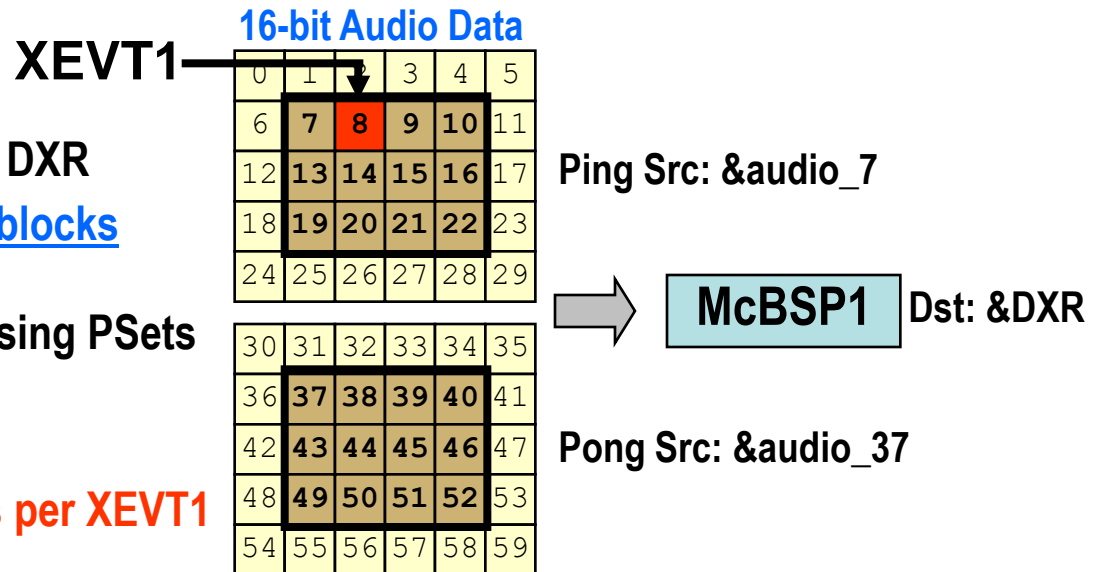 16-bit Audio Data
XEVT1
0 1 3 4 5
6 7 8 9 10 11
DXR
12 13 14 15 16 17
Ping Src: &audio_7
blocks
18 19 20 21 22 23
24 25 26 27 28 29
McBSP1
Dst: &DXR
sing PSets
30 31 32 33 34 35
36 37 38 39 40 41
42 43 44 45 46 47
Pong Src: &audio_37
48 49 50 51 52 53
per XEVT1
54 55 56 57 58 59